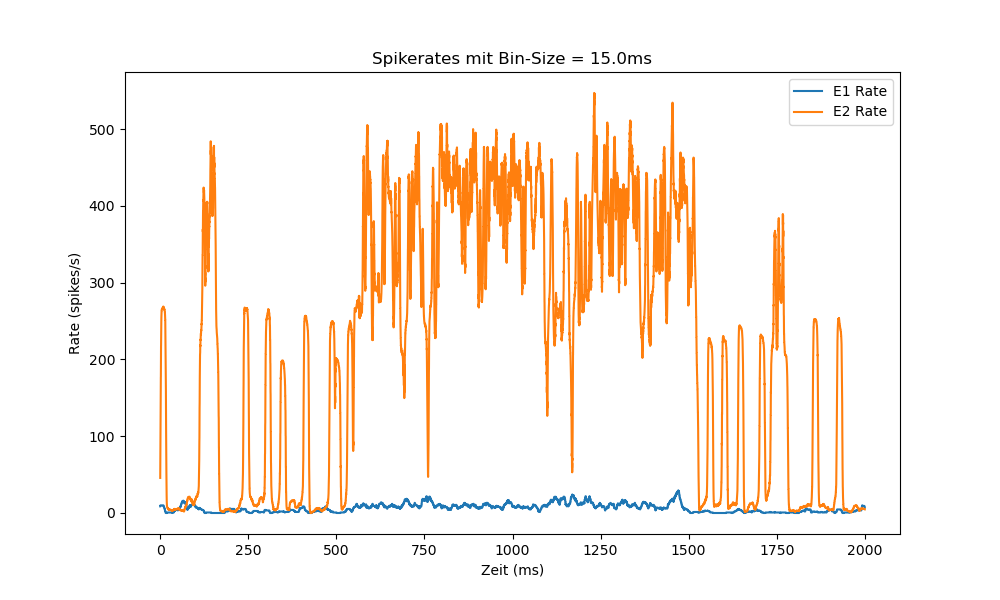 Spikerates mit Bin-Size = 15.0ms
E1 Rate
E2 Rate
Rate (spikes/s)
500
400
300
200
100
0
0 250 500 750 1000 1250 1500 1750 2000
Zeit (ms)